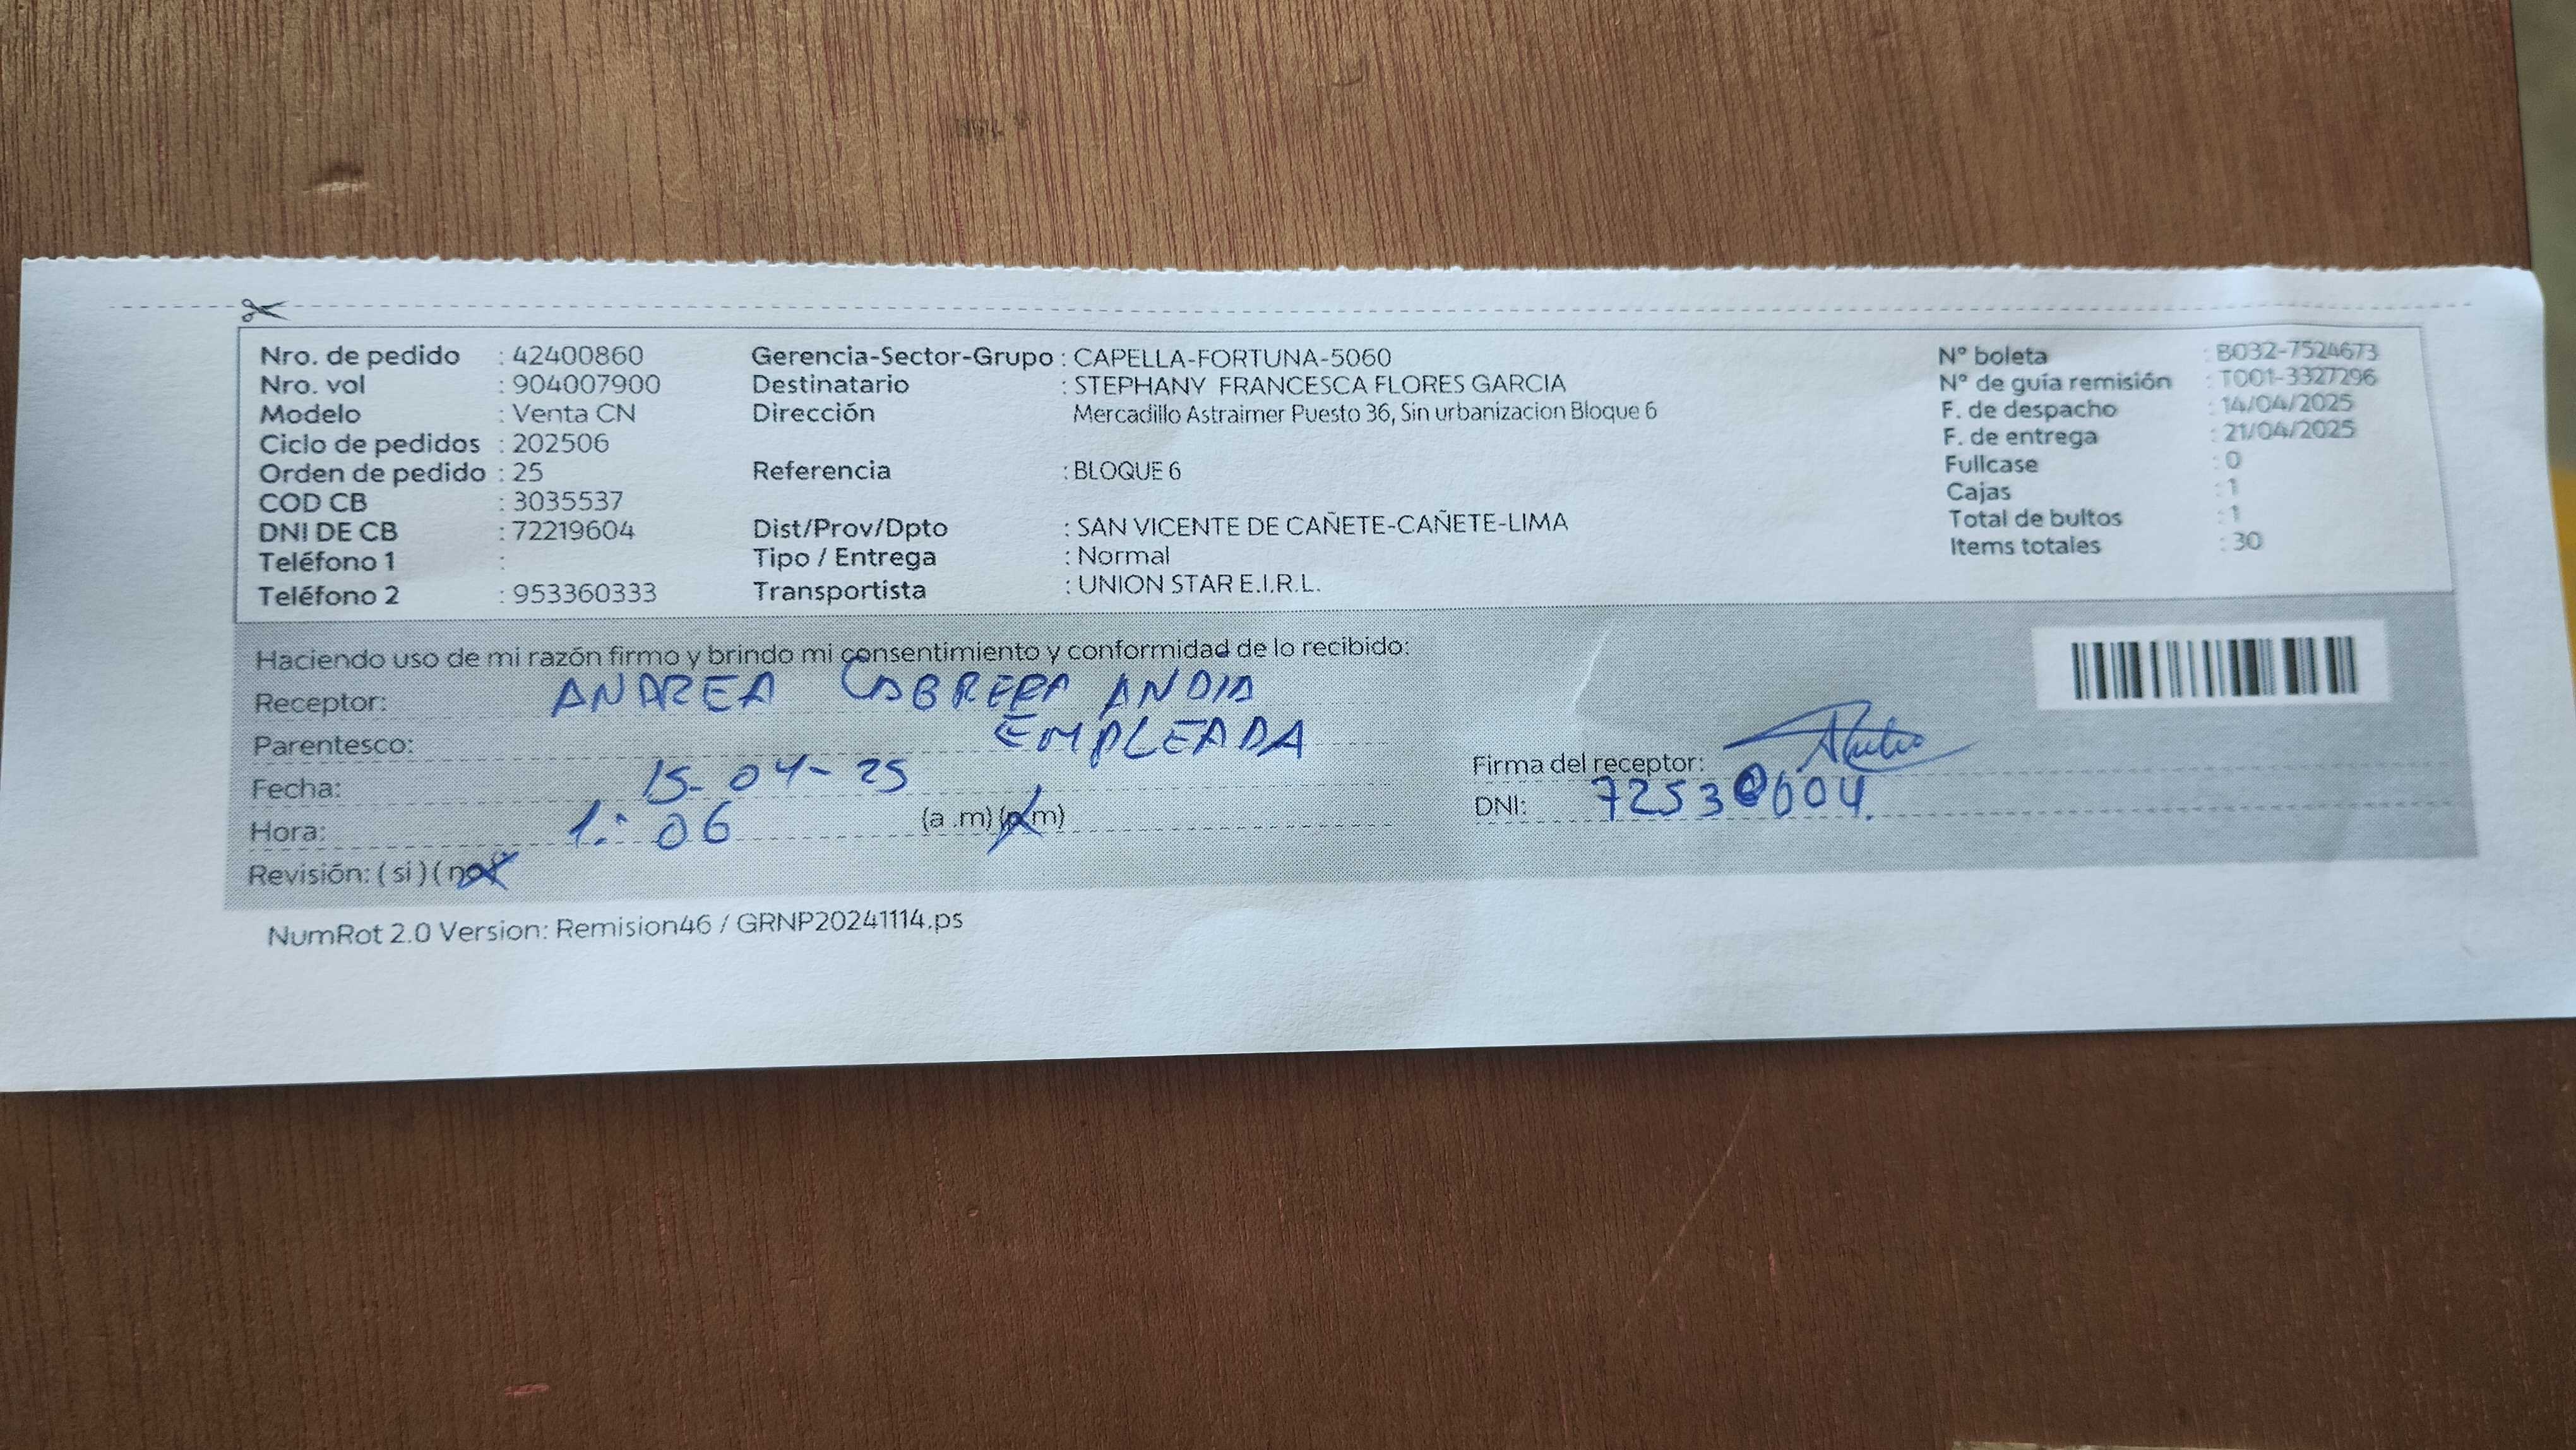 Nro. de pedido : 42400860
Nro. vol : 904007900
Modelo : Venta CN
Ciclo de pedidos : 202506
Orden de pedido : 25
COD CB : 3035537
DNI DE CB : 72219604
Teléfono 1 :
Teléfono 2 : 953360333
Gerencia-Sector-Grupo : CAPELLA-FORTUNA-5060
Destinatario : STEPHANY FRANCESCA FLORES GARCIA
Dirección Mercadillo Astraimer Puesto 36, Sin urbanizacion Bloque 6
Referencia : BLOQUE 6
Dist/Prov/Dpto : SAN VICENTE DE CAÑETE-CAÑETE-LIMA
Tipo / Entrega : Normal
Transportista : UNION STAR E.I.R.L.
N° boleta : B032-7524673
N° de guía remisión : T001-3327296
F. de despacho : 14/04/2025
F. de entrega : 21/04/2025
Fullcase : 0
Cajas : 1
Total de bultos : 1
Items totales : 30
Haciendo uso de mi razón firmo y brindo mi consentimiento y conformidad de lo recibido:
Receptor: ANDREA CABRERA ANDIA
Parentesco: EMPLEADA
Fecha: 15-04-25
Hora: 1:06 (a .m) (p.m)
Revisión: ( si ) ( no )
Firma del receptor:
DNI:
NumRot 2.0 Version: Remision46 / GRNP20241114.ps